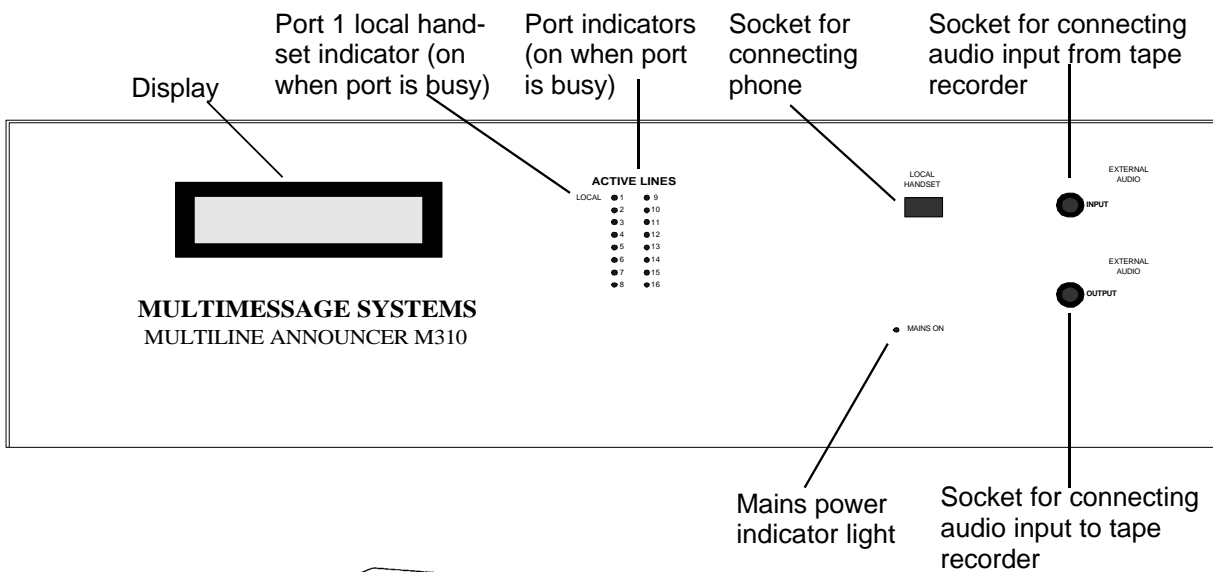 Port 1 local hand-
set indicator (on
when port is busy)
Port indicators
(on when port
is busy)
Socket for
connecting
phone
Socket for connecting
audio input from tape
recorder
Display
ACTIVE LINES
LOCAL 1 9
2 10
3 11
4 12
5 13
6 14
7 15
8 16
LOCAL
HANDSET
EXTERNAL
AUDIO
INPUT
EXTERNAL
AUDIO
OUTPUT
MULTIMESSAGE SYSTEMS
MULTILINE ANNOUNCER M310
MAINS ON
Mains power
indicator light
Socket for connecting
audio input to tape
recorder